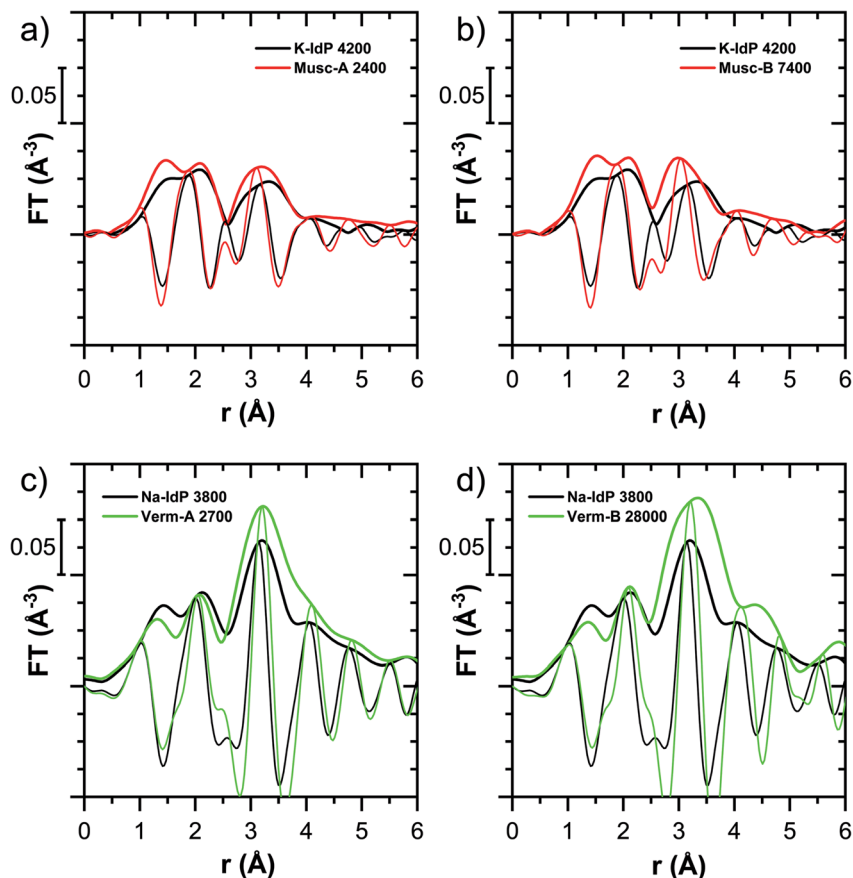 a)
K-IdP 4200
Musc-A 2400
0.05
FT (Å⁻³)
0 1 2 3 4 5 6
r (Å)
b)
K-IdP 4200
Musc-B 7400
0.05
FT (Å⁻³)
0 1 2 3 4 5 6
r (Å)
c)
Na-IdP 3800
Verm-A 2700
0.05
FT (Å⁻³)
0 1 2 3 4 5 6
r (Å)
d)
Na-IdP 3800
Verm-B 28000
0.05
FT (Å⁻³)
0 1 2 3 4 5 6
r (Å)